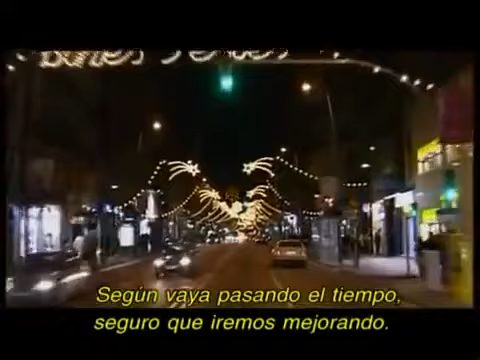 Según vaya pasando el tiempo,
seguro que iremos mejorando.